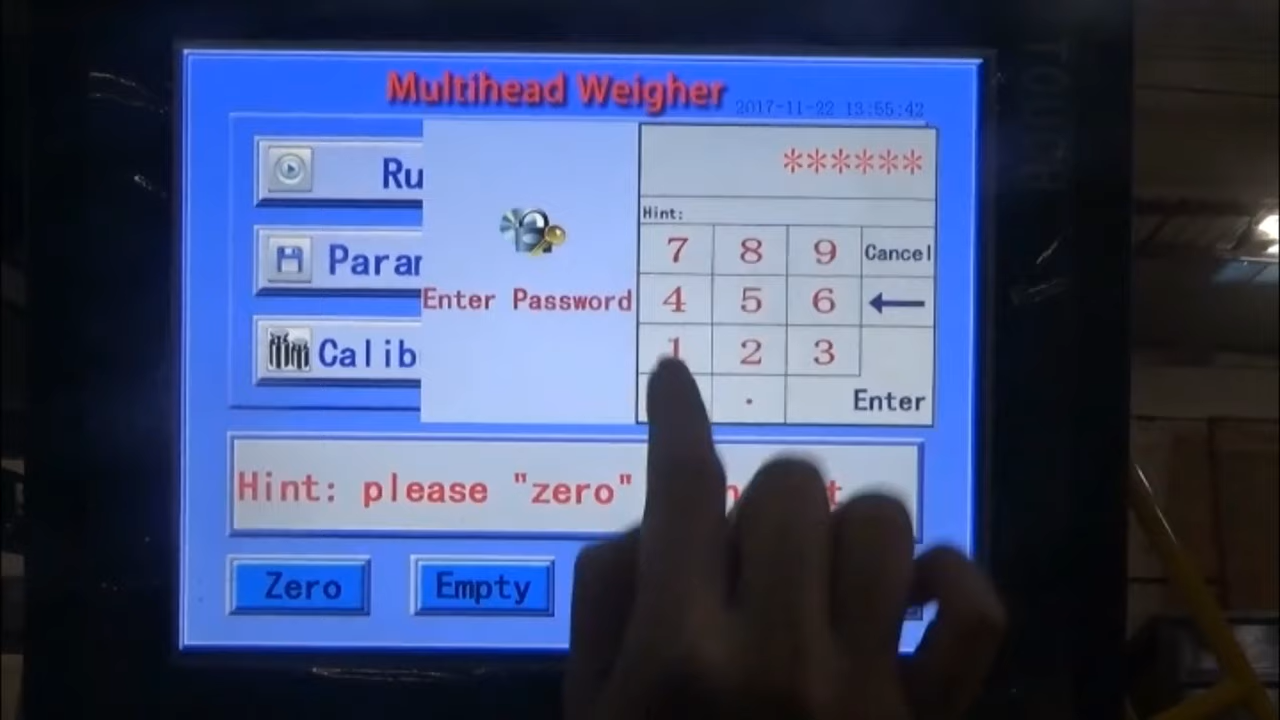 Multihead Weigher
2017-11-22 13:55:42
Ru
******
Hint:
7 8 9 Cancel
Param
Enter Password
4 5 6 ←
1 2 3
Calib
. Enter
Hint: please "zero"
Zero
Empty